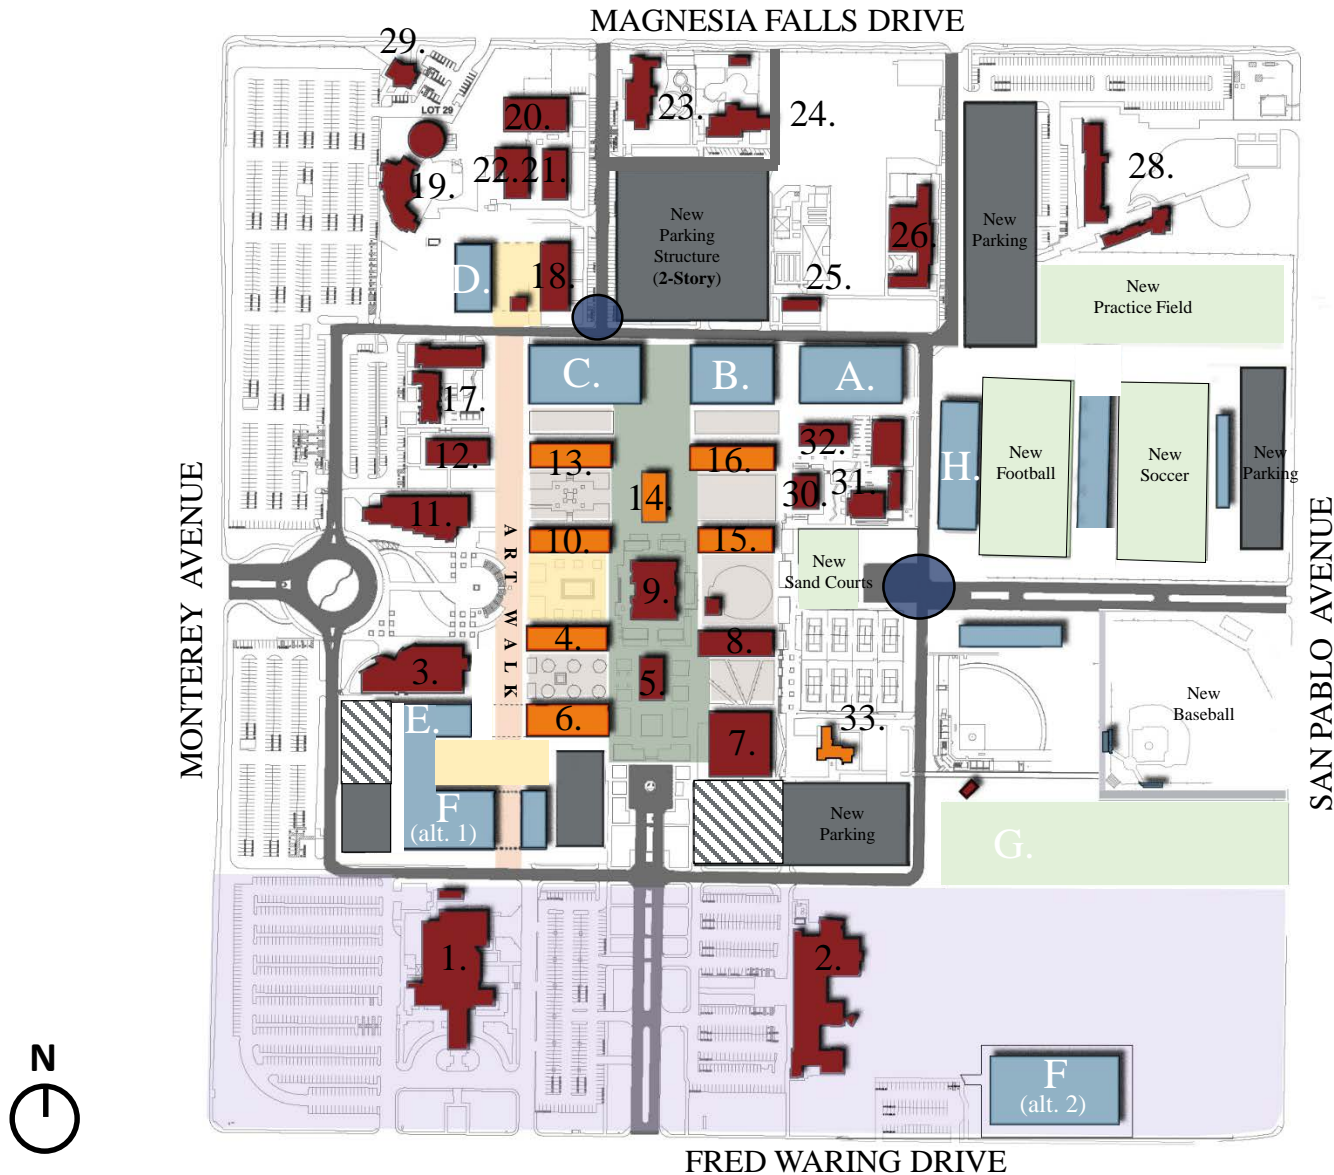 MAGNESIA FALLS DRIVE
29.
LOT 29
20.
23.
24.
22.
21.
19.
28.
New
Parking
Structure
(2-Story)
New
Parking
26.
D.
18.
25.
New
Practice Field
C.
B.
A.
17.
32.
12.
13.
16.
H.
New
Football
New
Soccer
New
Parking
14.
30.
31.
11.
10.
15.
ART WALK
New
Sand Courts
9.
MONTEREY AVENUE
SAN PABLO AVENUE
4.
8.
3.
5.
E.
6.
7.
33.
New
Baseball
F
(alt. 1)
New
Parking
G.
1.
2.
N
F
(alt. 2)
FRED WARING DRIVE